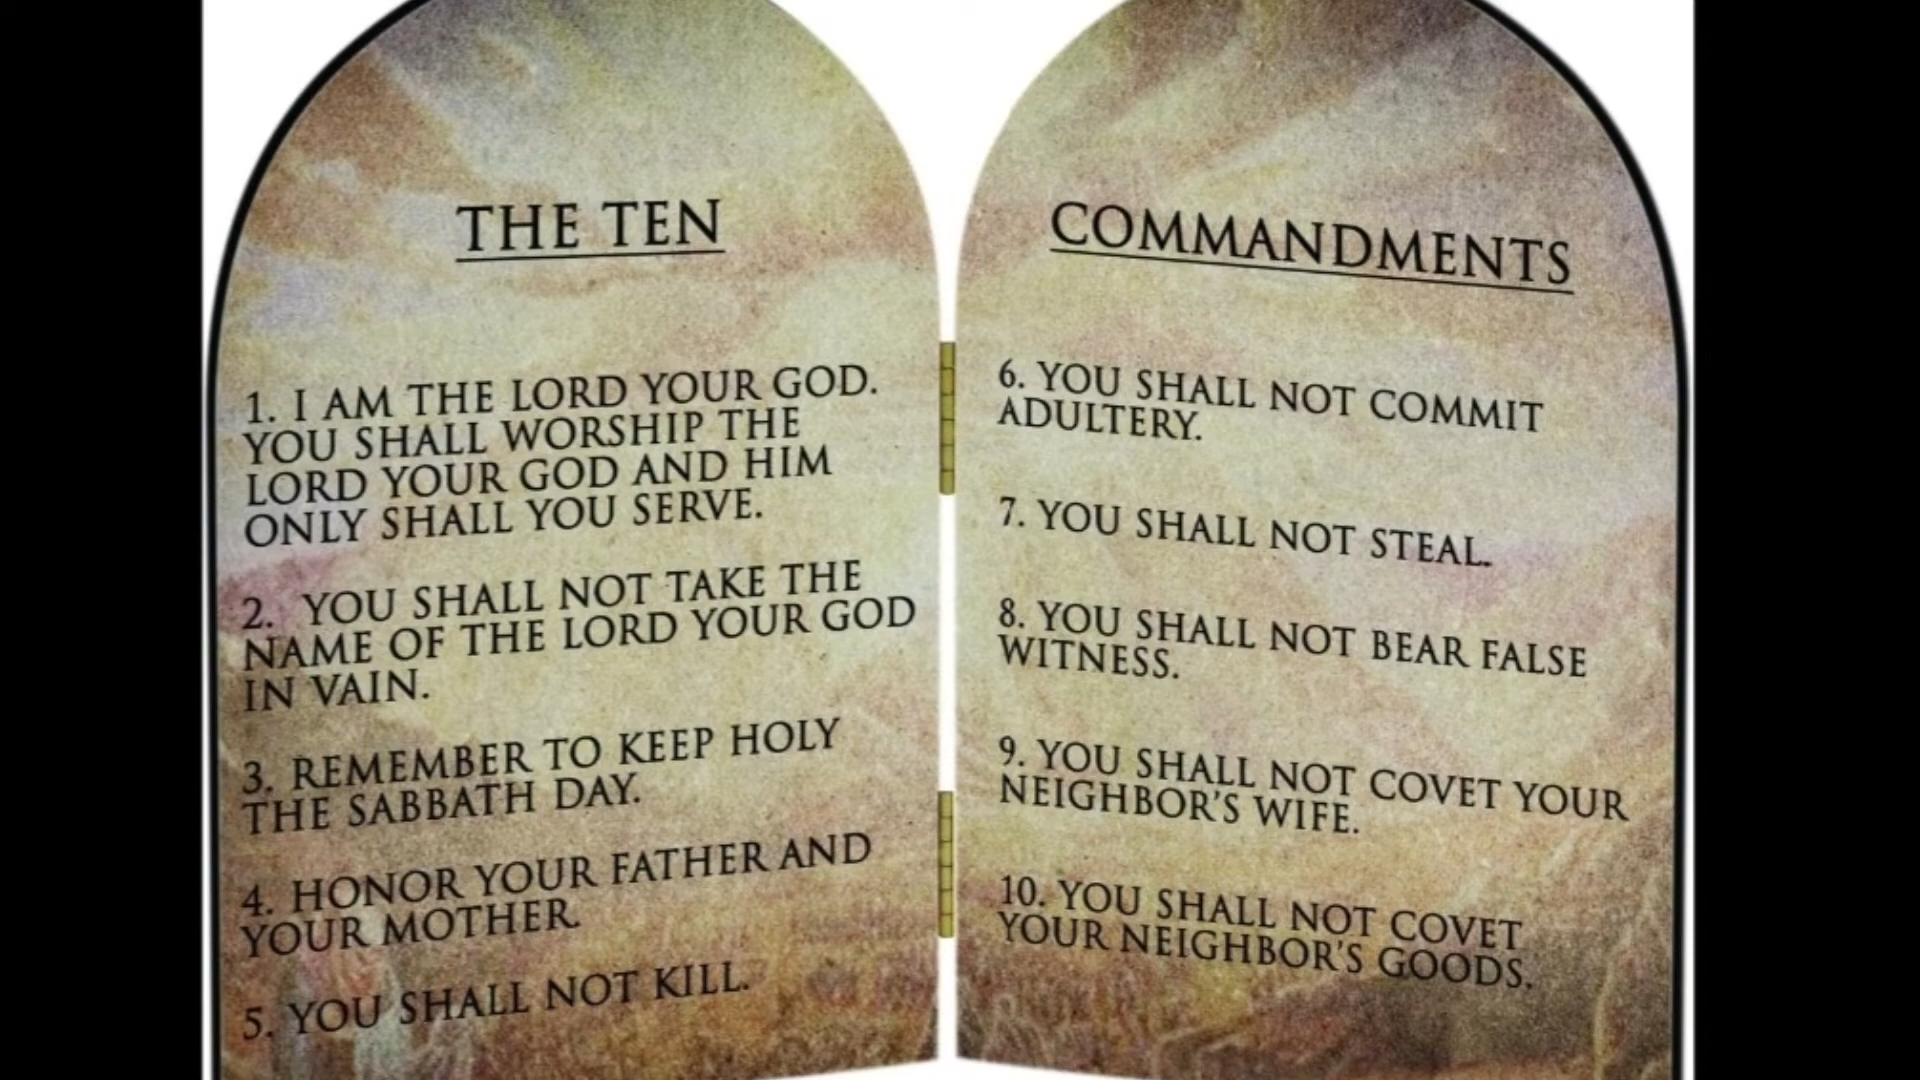 THE TEN
1. I AM THE LORD YOUR GOD.
YOU SHALL WORSHIP THE
LORD YOUR GOD AND HIM
ONLY SHALL YOU SERVE.
2. YOU SHALL NOT TAKE THE
NAME OF THE LORD YOUR GOD
IN VAIN.
3. REMEMBER TO KEEP HOLY
THE SABBATH DAY.
4. HONOR YOUR FATHER AND
YOUR MOTHER.
5. YOU SHALL NOT KILL.
COMMANDMENTS
6. YOU SHALL NOT COMMIT
ADULTERY.
7. YOU SHALL NOT STEAL.
8. YOU SHALL NOT BEAR FALSE
WITNESS.
9. YOU SHALL NOT COVET YOUR
NEIGHBOR'S WIFE.
10. YOU SHALL NOT COVET
YOUR NEIGHBOR'S GOODS.